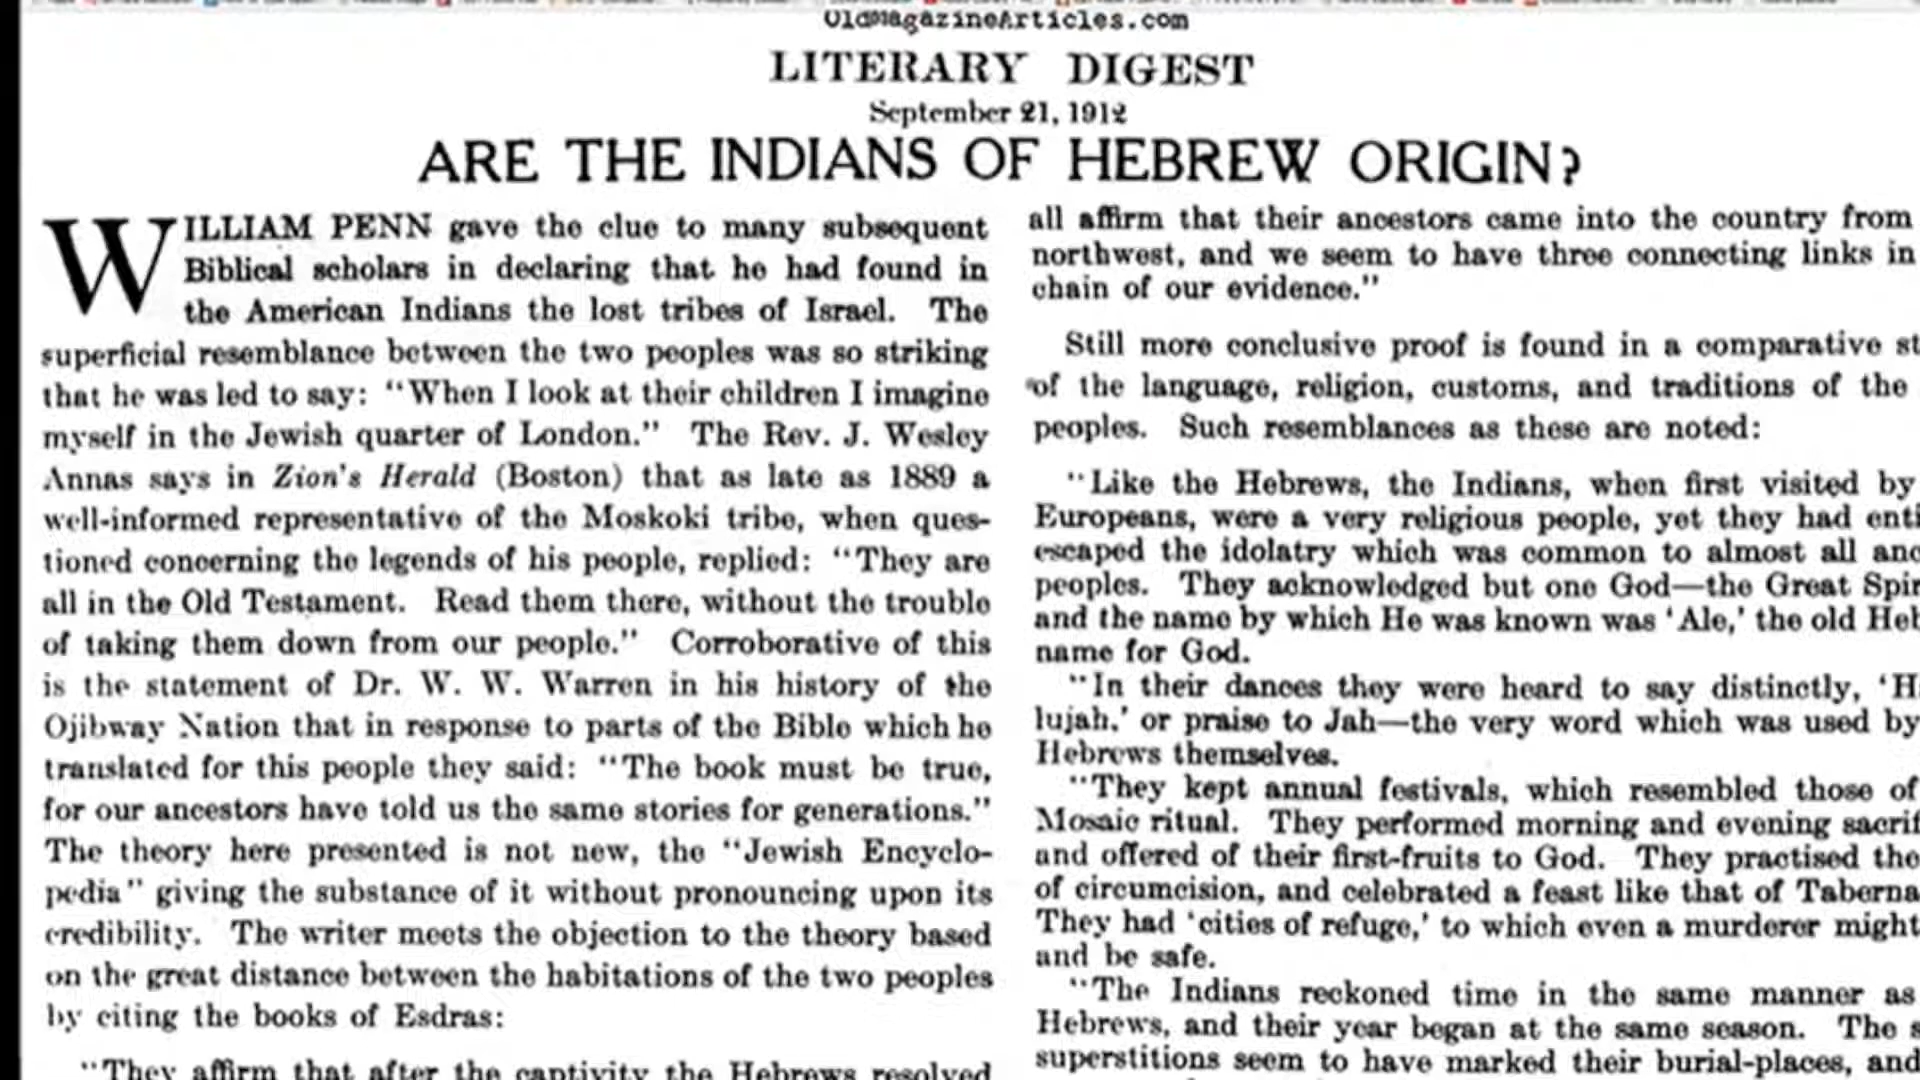 OldMagazineArticles.com
LITERARY DIGEST
September 21, 1912
ARE THE INDIANS OF HEBREW ORIGIN?
WILLIAM PENN gave the clue to many subsequent
Biblical scholars in declaring that he had found in
the American Indians the lost tribes of Israel. The
superficial resemblance between the two peoples was so striking
that he was led to say: "When I look at their children I imagine
myself in the Jewish quarter of London." The Rev. J. Wesley
Annas says in Zion's Herald (Boston) that as late as 1889 a
well-informed representative of the Moskoki tribe, when ques-
tioned concerning the legends of his people, replied: "They are
all in the Old Testament. Read them there, without the trouble
of taking them down from our people." Corroborative of this
is the statement of Dr. W. W. Warren in his history of the
Ojibway Nation that in response to parts of the Bible which he
translated for this people they said: "The book must be true,
for our ancestors have told us the same stories for generations."
The theory here presented is not new, the "Jewish Encyclo-
pedia" giving the substance of it without pronouncing upon its
credibility. The writer meets the objection to the theory based
on the great distance between the habitations of the two peoples
by citing the books of Esdras:
"They affirm that after the captivity the Hebrews resolved
all affirm that their ancestors came into the country from
northwest, and we seem to have three connecting links in
chain of our evidence."
Still more conclusive proof is found in a comparative st
of the language, religion, customs, and traditions of the
peoples. Such resemblances as these are noted:
"Like the Hebrews, the Indians, when first visited by
Europeans, were a very religious people, yet they had enti
escaped the idolatry which was common to almost all anc
peoples. They acknowledged but one God—the Great Spir
and the name by which He was known was 'Ale,' the old Heb
name for God.
"In their dances they were heard to say distinctly, 'H
lujah,' or praise to Jah—the very word which was used by
Hebrews themselves.
"They kept annual festivals, which resembled those of
Mosaic ritual. They performed morning and evening sacrif
and offered of their first-fruits to God. They practised the
of circumcision, and celebrated a feast like that of Taberna
They had 'cities of refuge,' to which even a murderer might
and be safe.
"The Indians reckoned time in the same manner as
Hebrews, and their year began at the same season. The s
superstitions seem to have marked their burial-places, and